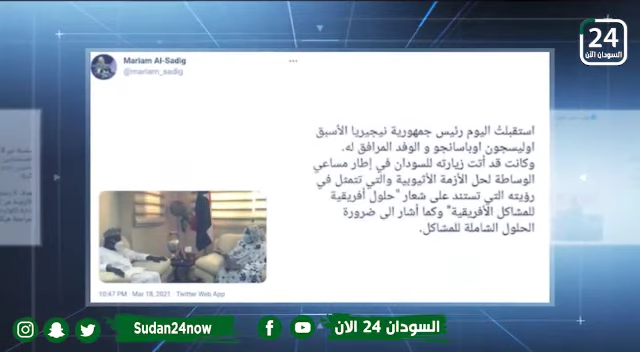 24
السودان الآن
Mariam Al-Sadig
@mariam_sadig
استقبلتُ اليوم رئيس جمهورية نيجيريا الأسبق
اوليسجون اوباسانجو و الوفد المرافق له.
وكانت قد أتت زيارته للسودان في إطار مساعي
الوساطة لحل الأزمة الأثيوبية والتي تتمثل في
رؤيته التي تستند على شعار "حلول أفريقية
للمشاكل الأفريقية" وكما أشار الى ضرورة
الحلول الشاملة للمشاكل.
10:47 PM · Mar 18, 2021 · Twitter Web App
Sudan24now
السودان 24 الان